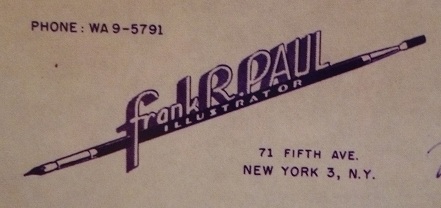 PHONE: WA 9-5791
frank R. PAUL
ILLUSTRATOR
71 FIFTH AVE.
NEW YORK 3, N.Y.